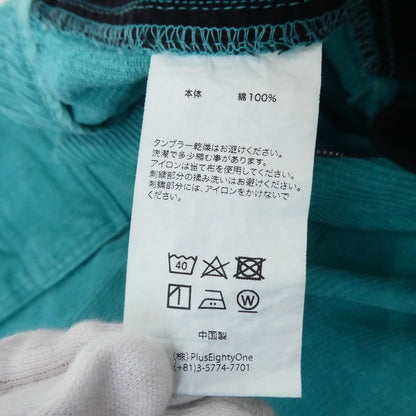 本体 綿100%
タンブラー乾燥はお避けください。
洗濯で多少縮む事があります。
アイロンは当て布を使用してください。
刺繍部分の揉み洗いはお避けください。
刺繍部分には、アイロンをかけないで
ください。
40
W
中国製
(株) PlusEightyOne
(+81)3-5774-7701